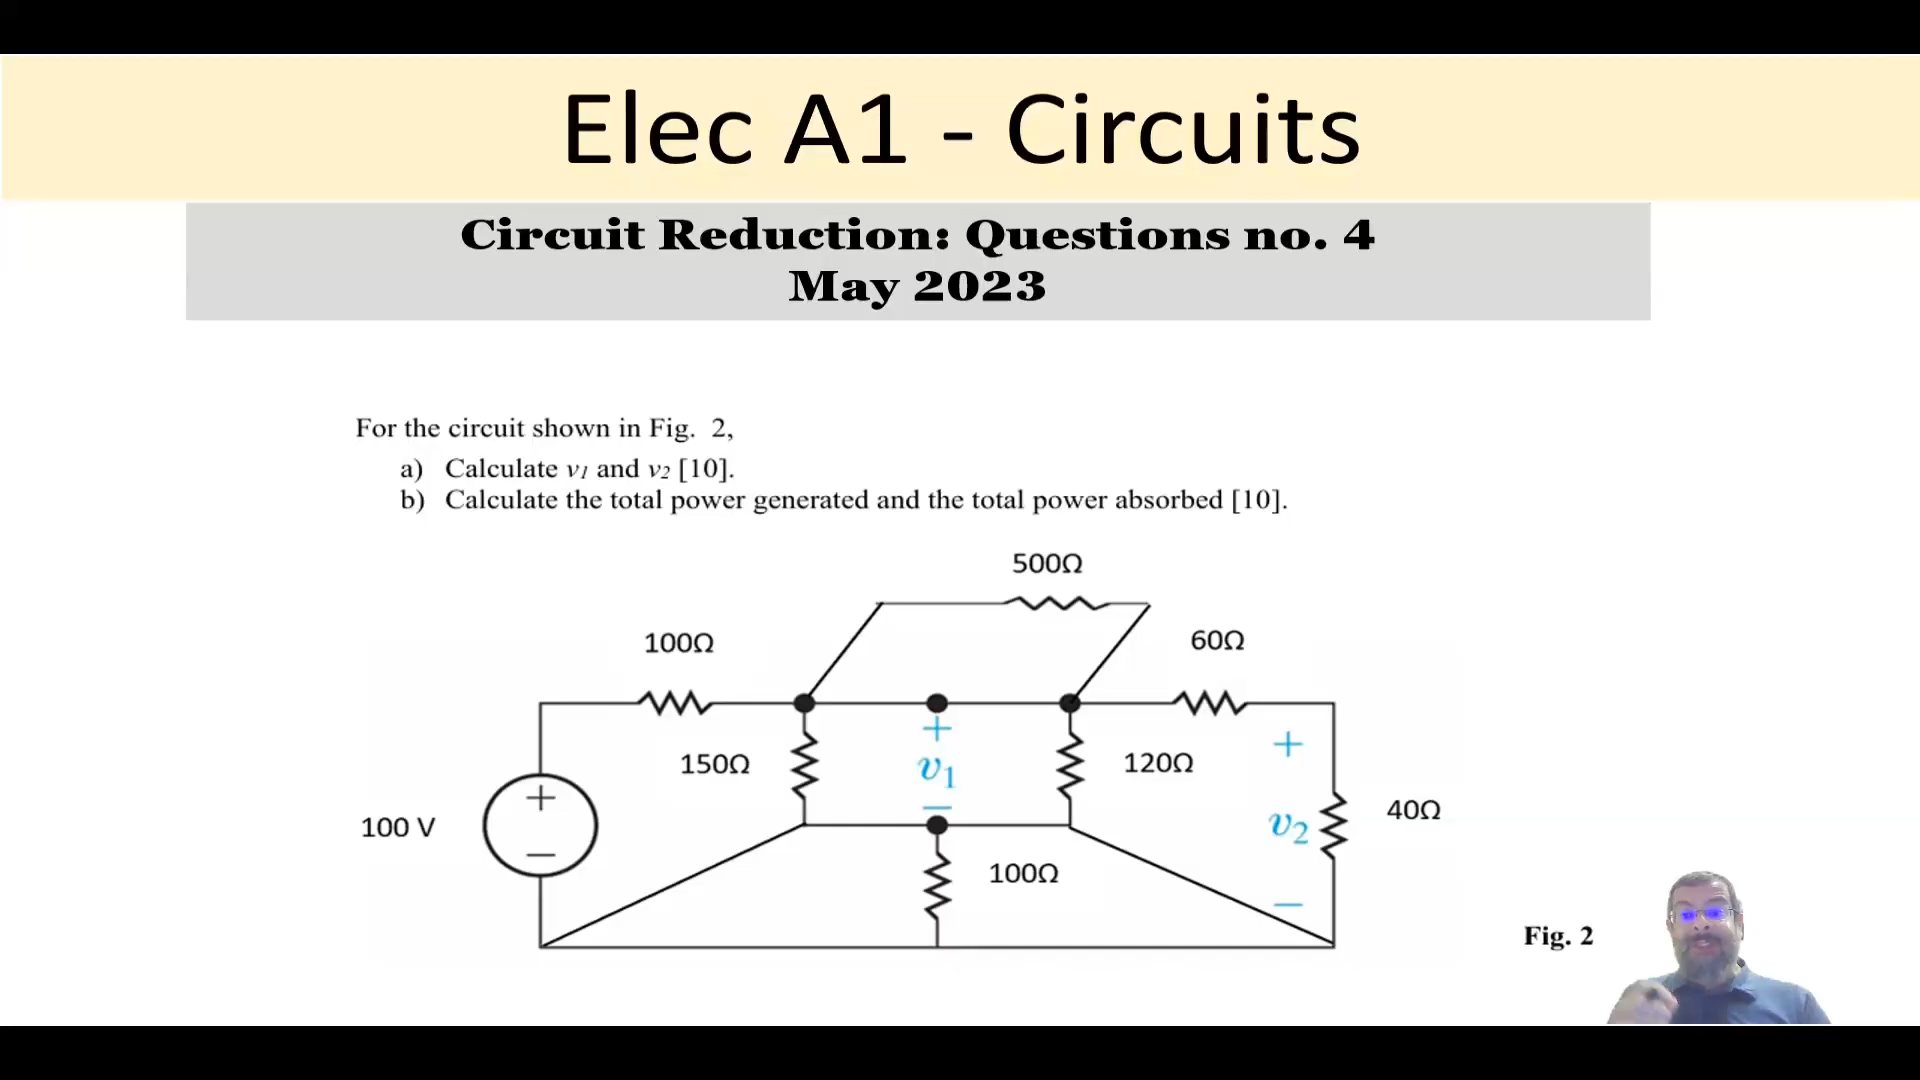 Elec A1 - Circuits
Circuit Reduction: Questions no. 4
May 2023
For the circuit shown in Fig. 2,
a) Calculate v1 and v2 [10].
b) Calculate the total power generated and the total power absorbed [10].
500Ω
100Ω
60Ω
+
150Ω
v1
120Ω
+
−
+
100 V
−
v2
40Ω
100Ω
−
Fig. 2